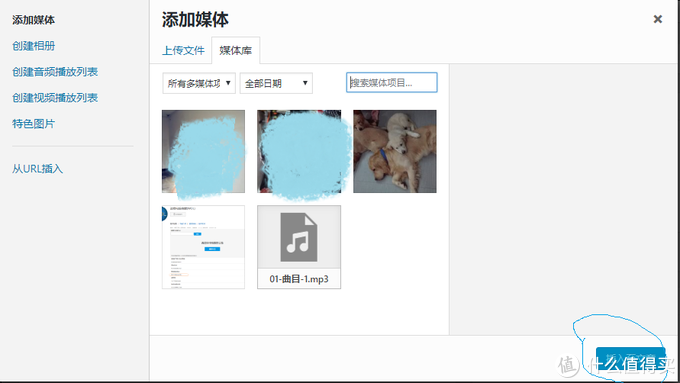 添加媒体
创建相册
创建音频播放列表
创建视频播放列表
特色图片
从URL插入
添加媒体
×
上传文件
媒体库
所有多媒体项
全部日期
搜索媒体项目...
01-曲目-1.mp3
值 什么值得买